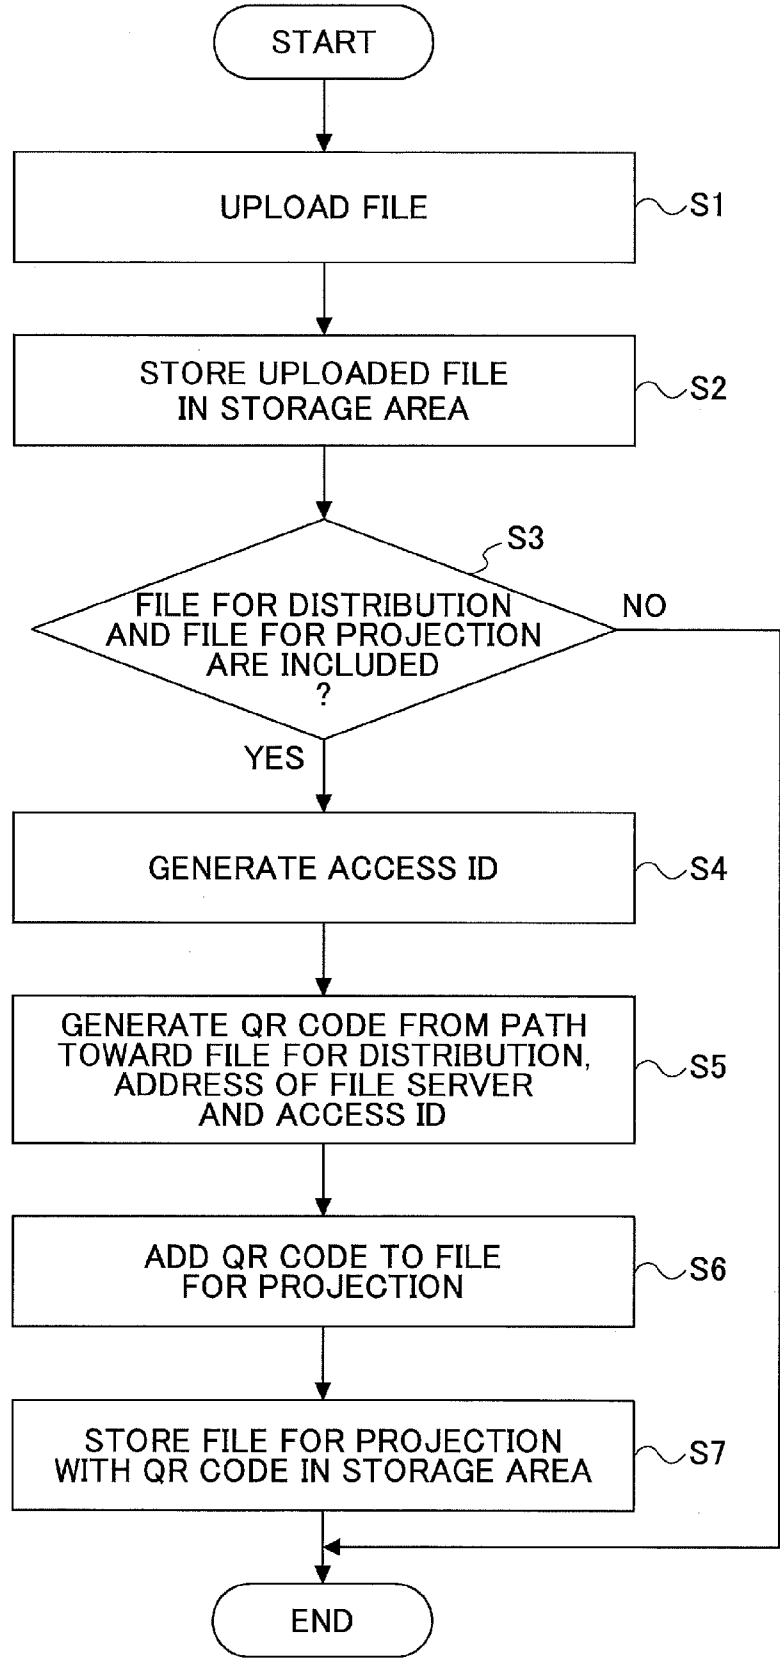 START
UPLOAD FILE
S1
STORE UPLOADED FILE
IN STORAGE AREA
S2
S3
FILE FOR DISTRIBUTION
AND FILE FOR PROJECTION
ARE INCLUDED
?
NO
YES
GENERATE ACCESS ID
S4
GENERATE QR CODE FROM PATH
TOWARD FILE FOR DISTRIBUTION,
ADDRESS OF FILE SERVER
AND ACCESS ID
S5
ADD QR CODE TO FILE
FOR PROJECTION
S6
STORE FILE FOR PROJECTION
WITH QR CODE IN STORAGE AREA
S7
END